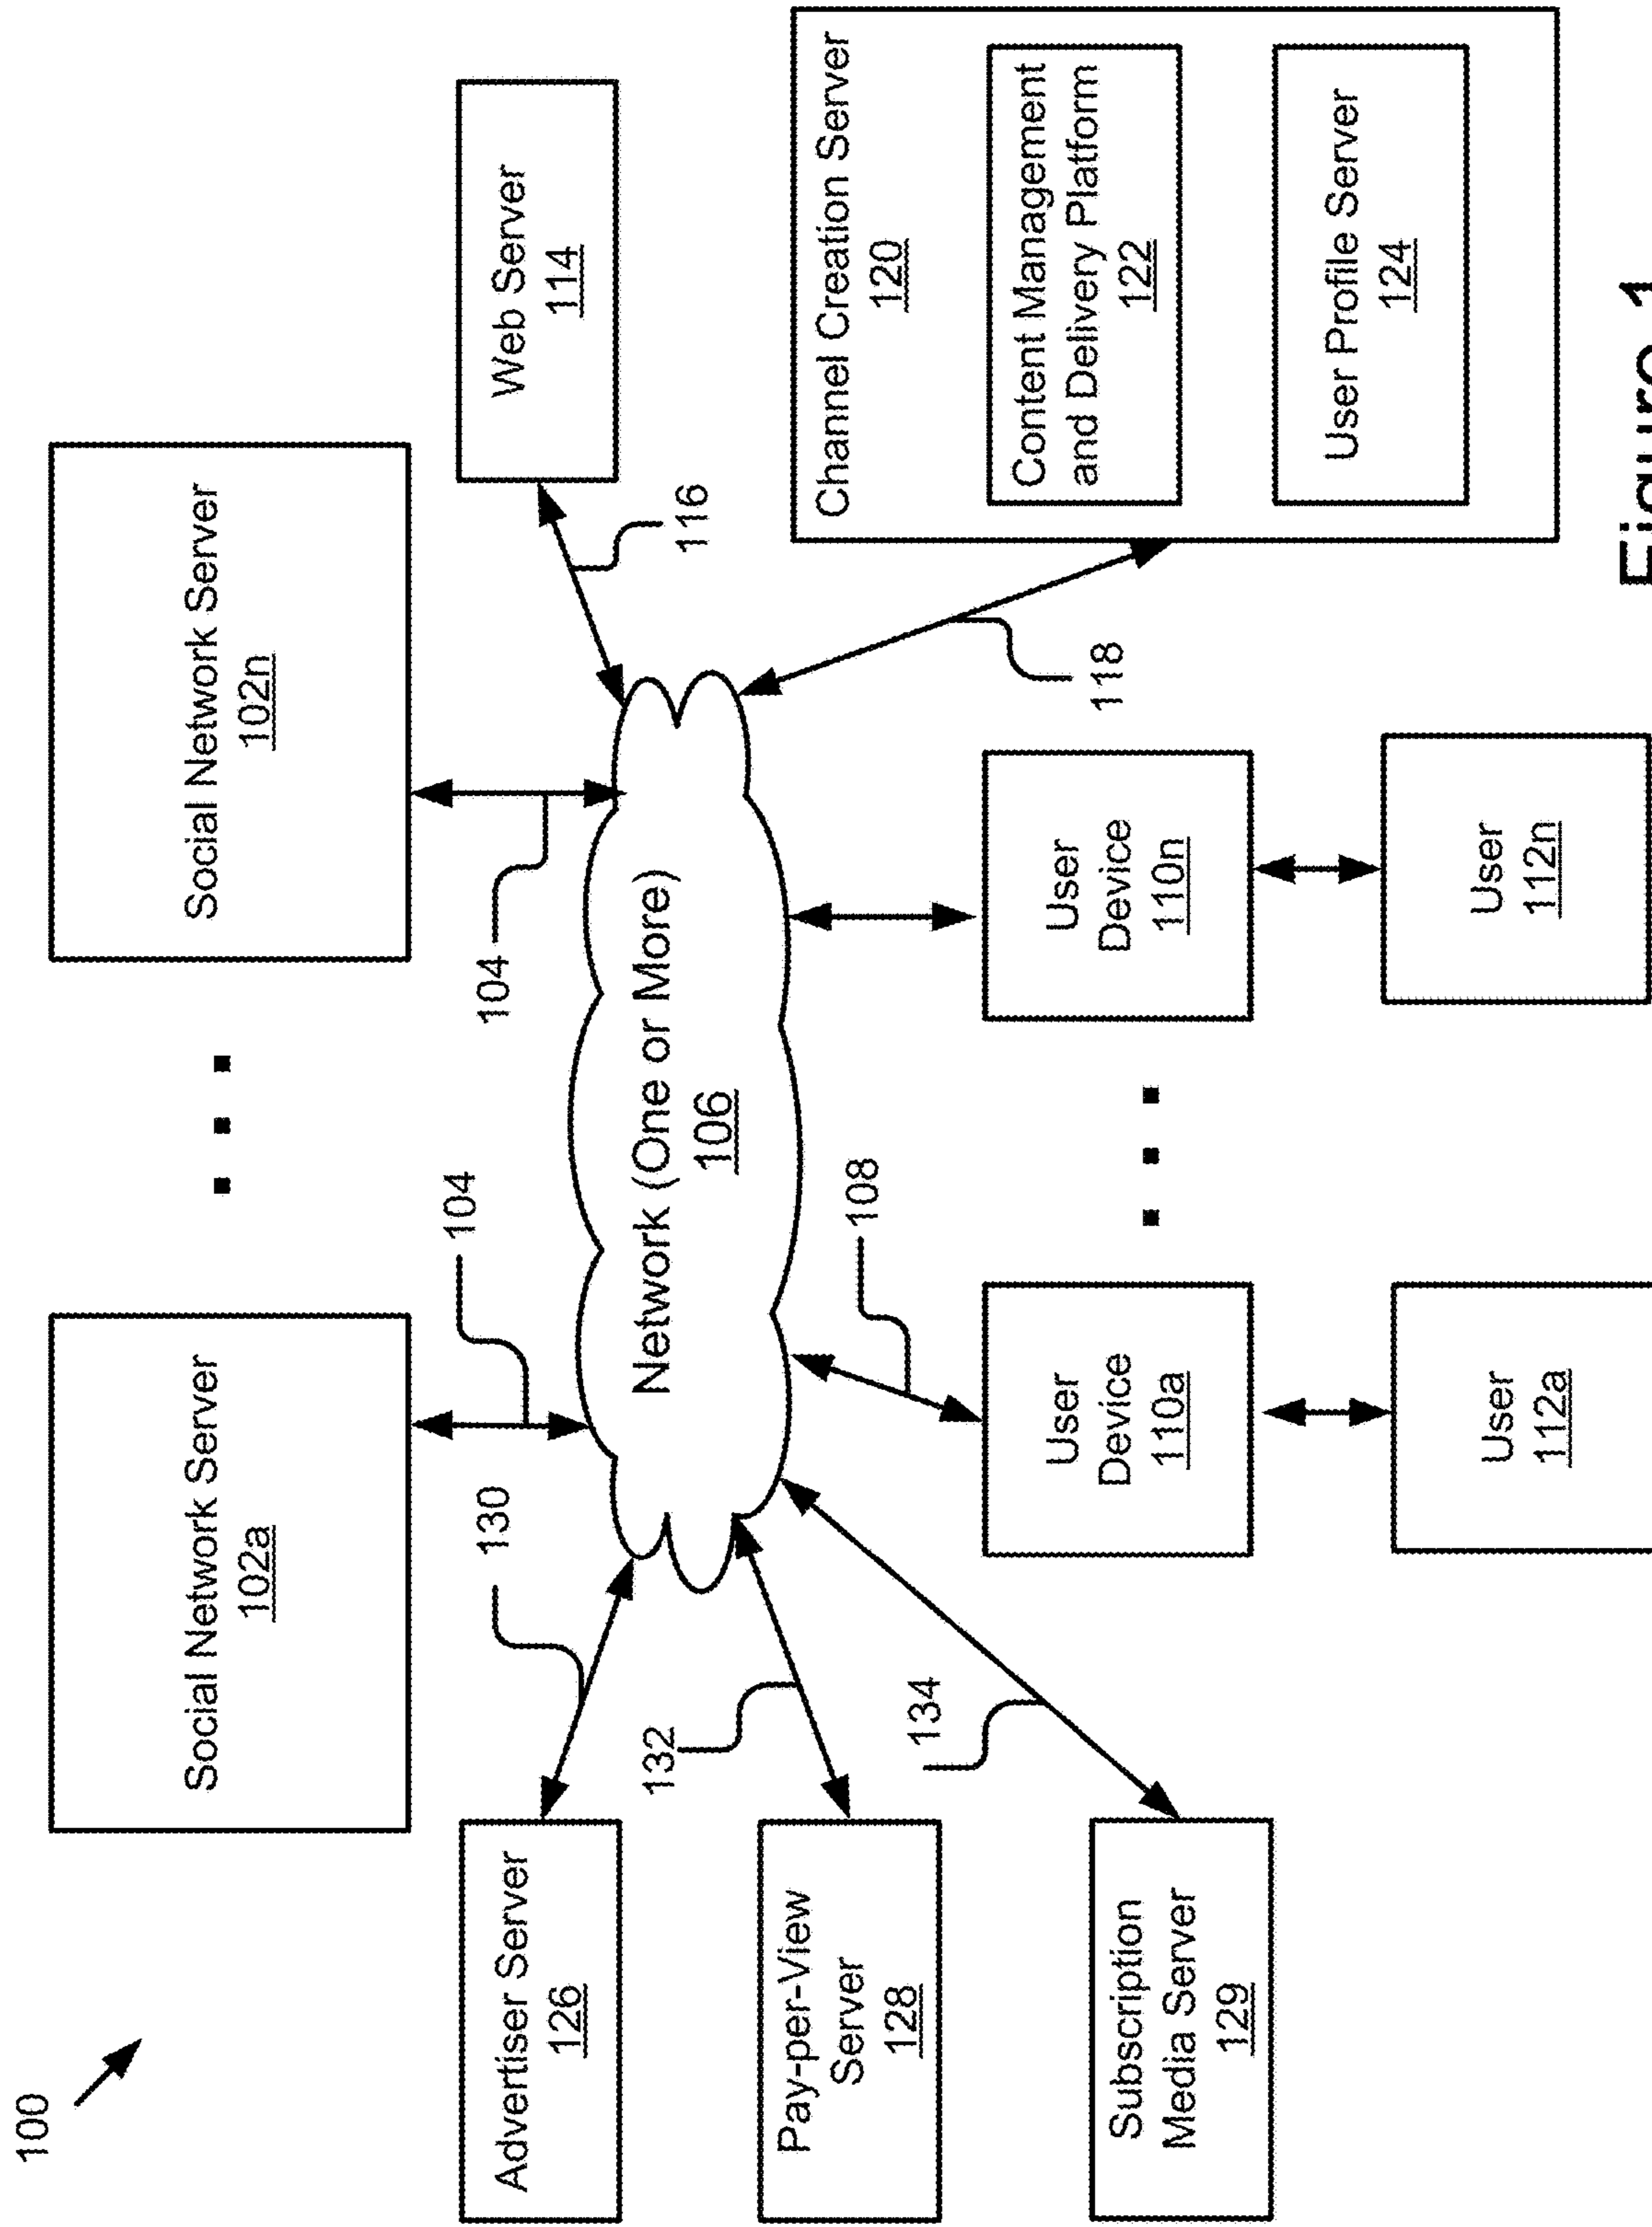 100
Social Network Server
102a
Social Network Server
102n
104
104
130
Advertiser Server
126
132
Pay-per-View
Server
128
134
Subscription
Media Server
129
Network (One or More)
106
Web Server
114
116
118
Channel Creation Server
120
Content Management
and Delivery Platform
122
User Profile Server
124
108
User
Device
110a
User
Device
110n
User
112a
User
112n
Figure 1